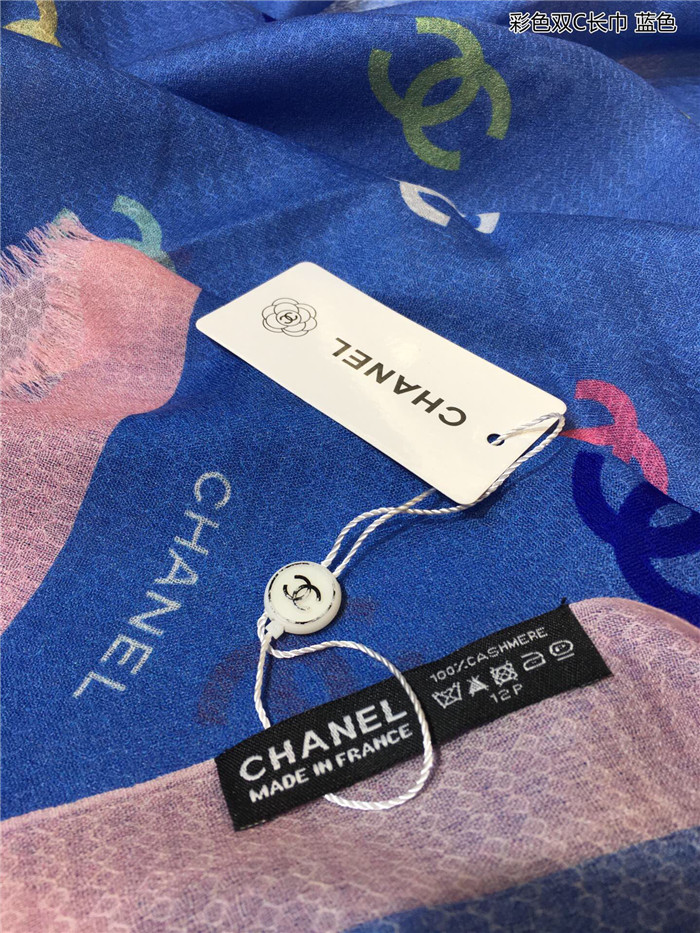 彩色双C长巾 蓝色
CHANEL
CHANEL
100%CASHMERE
12P
CHANEL
MADE IN FRANCE